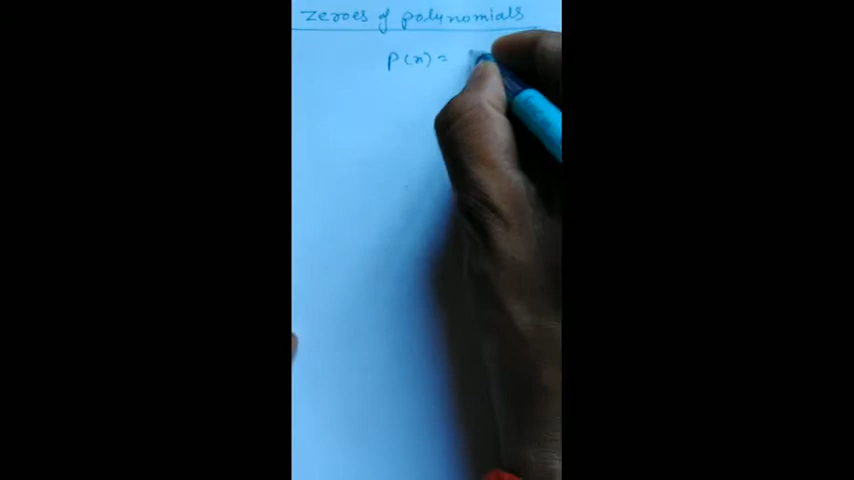 zeroes of polynomials
P(x) =